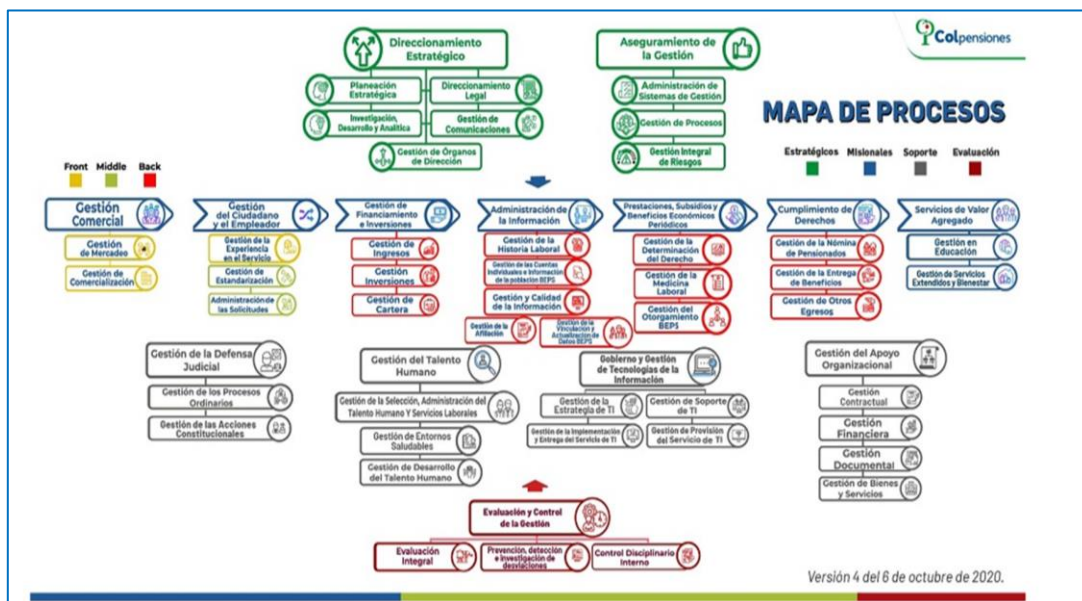 Direccionamiento
Estratégico
Planeación
Estratégica
Direccionamiento
Legal
Investigación,
Desarrollo y Analítica
Gestión de
Comunicaciones
Gestión de Órganos
de Dirección
Aseguramiento de
la Gestión
Administración de
Sistemas de Gestión
Gestión de Procesos
Gestión Integral
de Riesgos
Colpensiones
MAPA DE PROCESOS
Estratégicos Misionales Soporte Evaluación
Front Middle Back
Gestión
Comercial
Gestión
de Mercadeo
Gestión de
Comercialización
Gestión
del Ciudadano
y el Empleador
Gestión de la
Experiencia
en el Servicio
Gestión de
Estandarización
Administración de
las Solicitudes
Gestión de
Financiamiento
e Inversiones
Gestión de
Ingresos
Gestión
Inversiones
Gestión de
Cartera
Administración de
la Información
Gestión de la
Historia Laboral
Gestión de las Cuentas
Individuales e Información de
la población BEPS
Gestión y Calidad
de la Información
Gestión de
la Afiliación
Gestión de la
Vinculación y
Actualización de
Datos BEPS
Prestaciones, Subsidios y
Beneficios Económicos
Periódicos
Gestión de la
Determinación
del Derecho
Gestión de la
Medicina
Laboral
Gestión del
Otorgamiento BEPS
Cumplimiento de
Derechos
Gestión de la Nómina
de Pensionados
Gestión de la Entrega
de Beneficios
Gestión de Otros
Egresos
Servicios de Valor
Agregado
Gestión en
Educación
Gestión de Servicios
Extendidos y Bienestar
Gestión de la Defensa
Judicial
Gestión de los Procesos
Ordinarios
Gestión de las Acciones
Constitucionales
Gestión del Talento
Humano
Gestión de la Selección, Administración del
Talento Humano Y Servicios Laborales
Gestión de Entornos
Saludables
Gestión de Desarrollo
del Talento Humano
Gobierno y Gestión
de Tecnologías de la
Información
Gestión de la
Estrategia de TI
Gestión de Soporte
de TI
Gestión de la Implementación
y Entrega del Servicio de TI
Gestión de Provisión
del Servicio de TI
Gestión del Apoyo
Organizacional
Gestión
Contractual
Gestión
Financiera
Gestión
Documental
Gestión de Bienes
y Servicios
Evaluación y Control
de la Gestión
Evaluación
Integral
Prevención, detección
e investigación de
desviaciones
Control Disciplinario
Interno
Versión 4 del 6 de octubre de 2020.